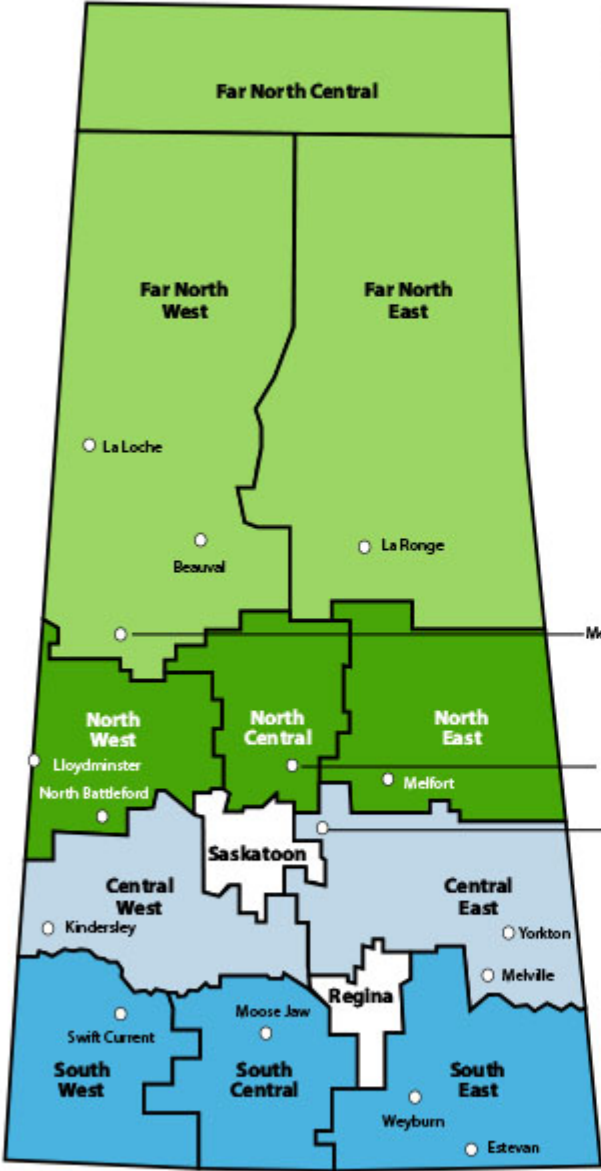 Far North Central
Far North
West
Far North
East
La Loche
Beauval
La Ronge
North
West
North
Central
North
East
Lloydminster
North Battleford
Melfort
Saskatoon
Central
West
Central
East
Kindersley
Yorkton
Melville
Regina
Moose Jaw
Swift Current
South
West
South
Central
South
East
Weyburn
Estevan